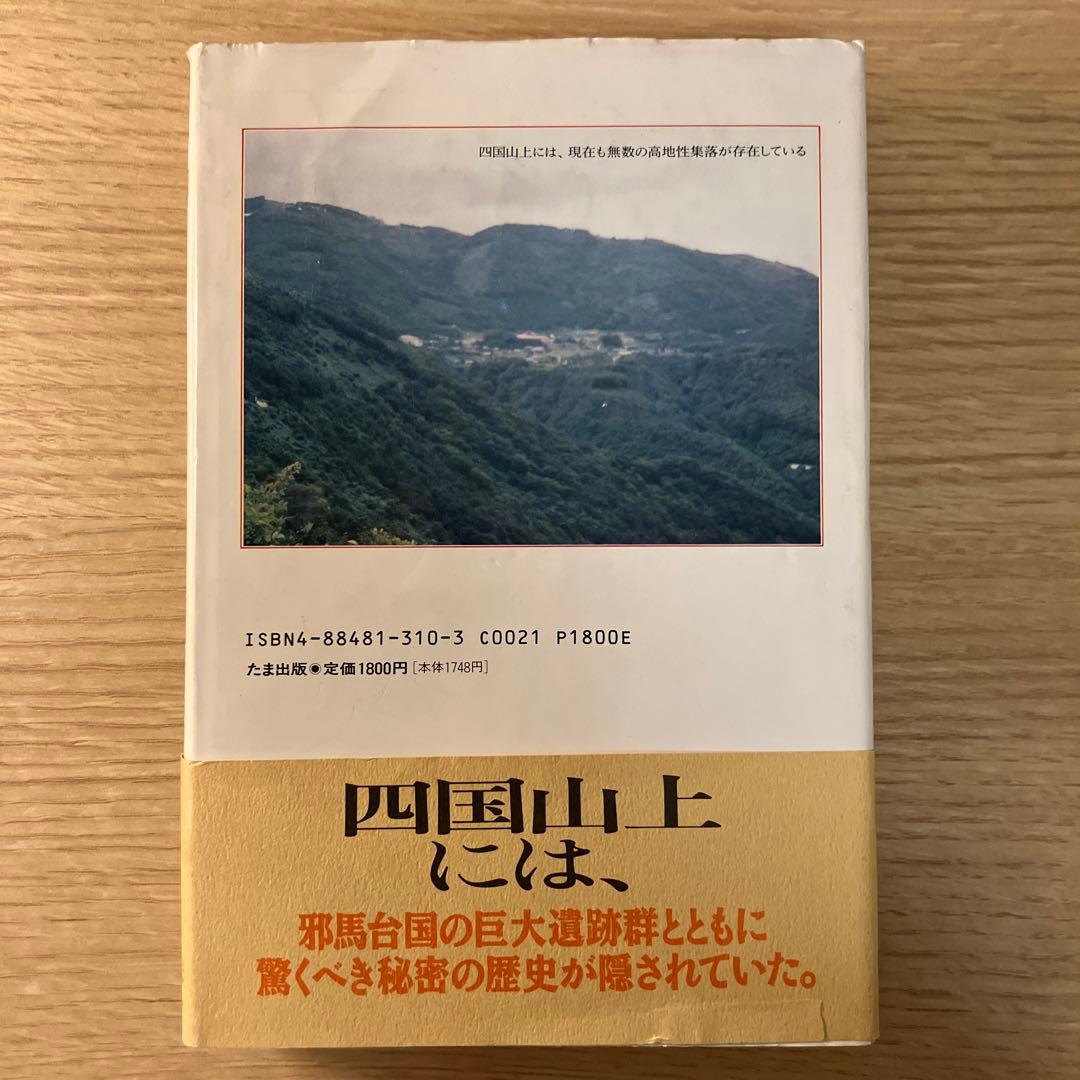 四国山上には、現在も無数の高地性集落が存在している
ISBN4-88481-310-3 C0021 P1800E
たま出版◉定価1800円[本体1748円]
四国山上
には、
邪馬台国の巨大遺跡群とともに
驚くべき秘密の歴史が隠されていた。